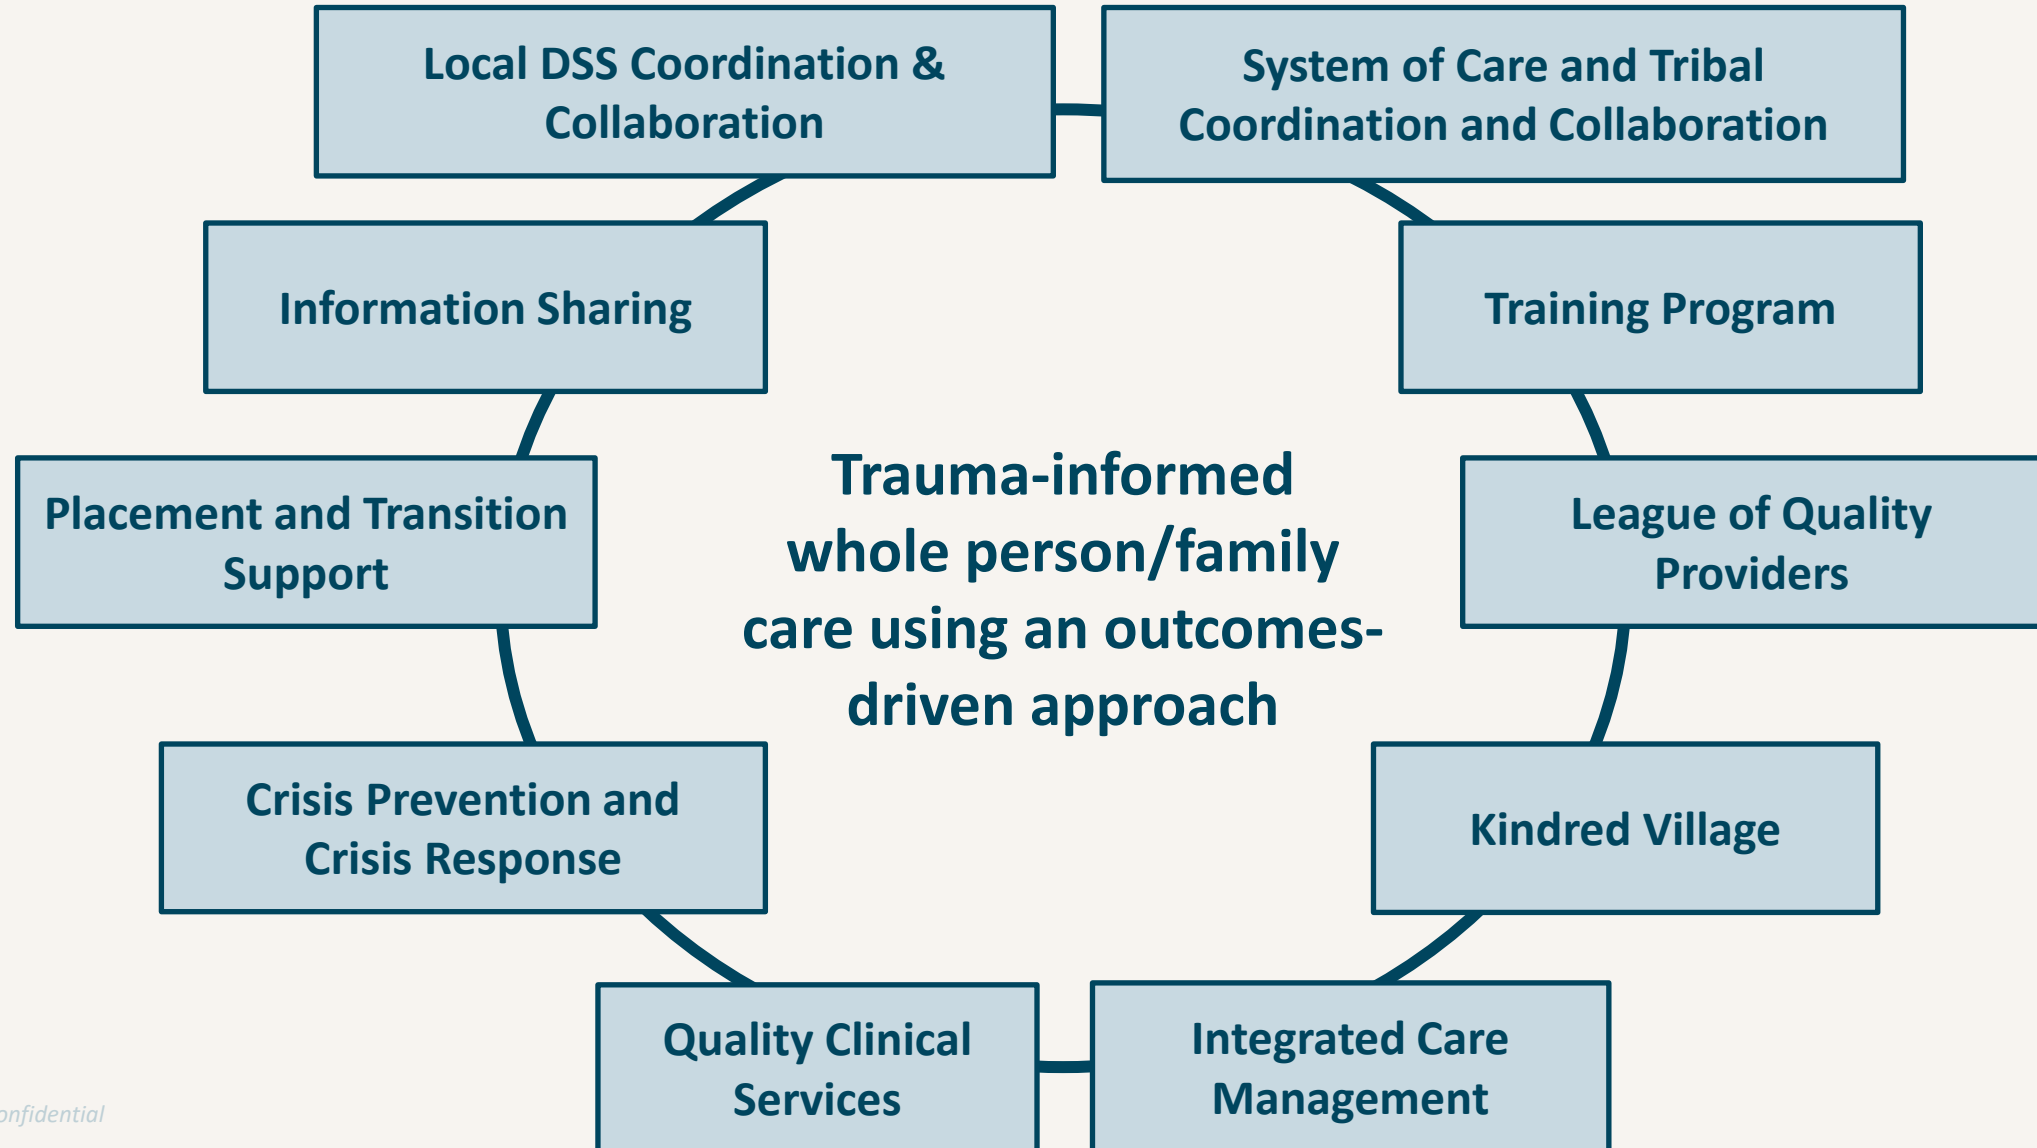 Local DSS Coordination &
Collaboration
System of Care and Tribal
Coordination and Collaboration
Information Sharing
Training Program
Trauma-informed
whole person/family
care using an outcomes-
driven approach
Placement and Transition
Support
League of Quality
Providers
Crisis Prevention and
Crisis Response
Kindred Village
Quality Clinical
Services
Integrated Care
Management
onfidential